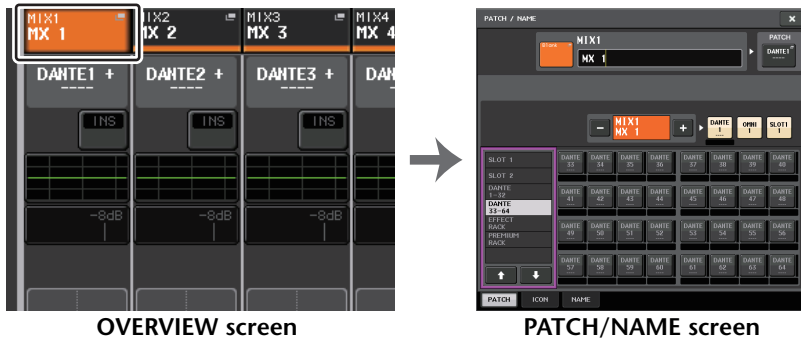 MIX1
MX 1
MIX2
MX 2
MIX3
MX 3
MIX4
MX 4
DANTE1 +
----
DANTE2 +
----
DANTE3 +
----
DAN
INS
INS
INS
-8dB
-8dB
-8dB
OVERVIEW screen
PATCH / NAME
×
Blank
MIX1
MX 1
PATCH
DANTE1
----
−
MIX1
MX 1
+
DANTE
1
OMNI
1
SLOT1
1
SLOT 1
SLOT 2
DANTE
1-32
DANTE
33-64
EFFECT
RACK
PREMIUM
RACK
DANTE 33
DANTE 34
DANTE 35
DANTE 36
DANTE 37
DANTE 38
DANTE 39
DANTE 40
DANTE 41
DANTE 42
DANTE 43
DANTE 44
DANTE 45
DANTE 46
DANTE 47
DANTE 48
DANTE 49
DANTE 50
DANTE 51
DANTE 52
DANTE 53
DANTE 54
DANTE 55
DANTE 56
DANTE 57
DANTE 58
DANTE 59
DANTE 60
DANTE 61
DANTE 62
DANTE 63
DANTE 64
PATCH
ICON
NAME
PATCH/NAME screen